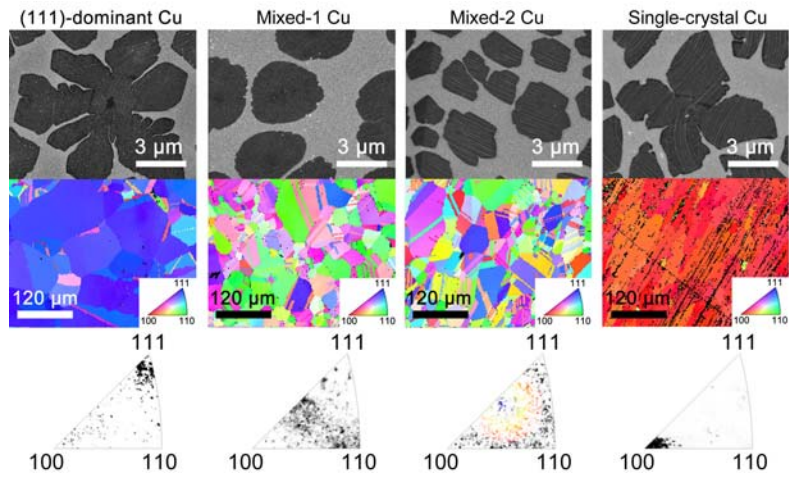 (111)-dominant Cu Mixed-1 Cu Mixed-2 Cu Single-crystal Cu
3 µm 3 µm 3 µm 3 µm
111 111 111 111
120 µm 120 µm 120 µm 120 µm
100 110 100 110 100 110 100 110
111 111 111 111
100 110 100 110 100 110 100 110